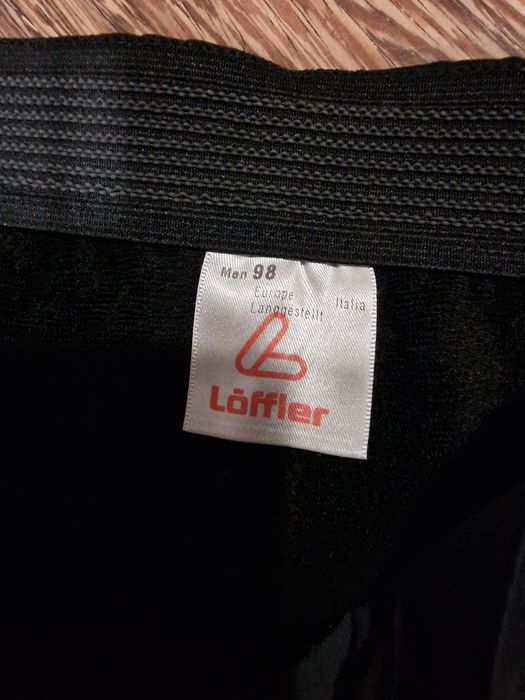 Men 98
Europe Italia
Langgestellt
Löffler